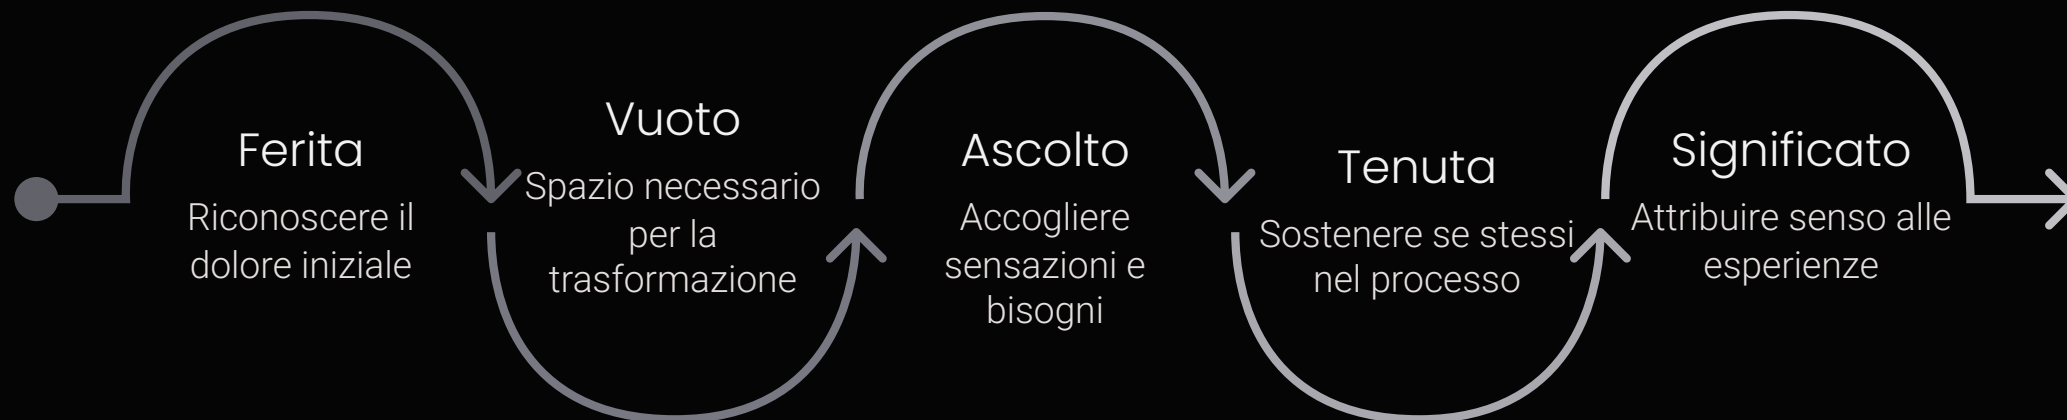 Ferita
Riconoscere il
dolore iniziale
Vuoto
Spazio necessario
per la
trasformazione
Ascolto
Accogliere
sensazioni e
bisogni
Tenuta
Sostenere se stessi
nel processo
Significato
Attribuire senso alle
esperienze